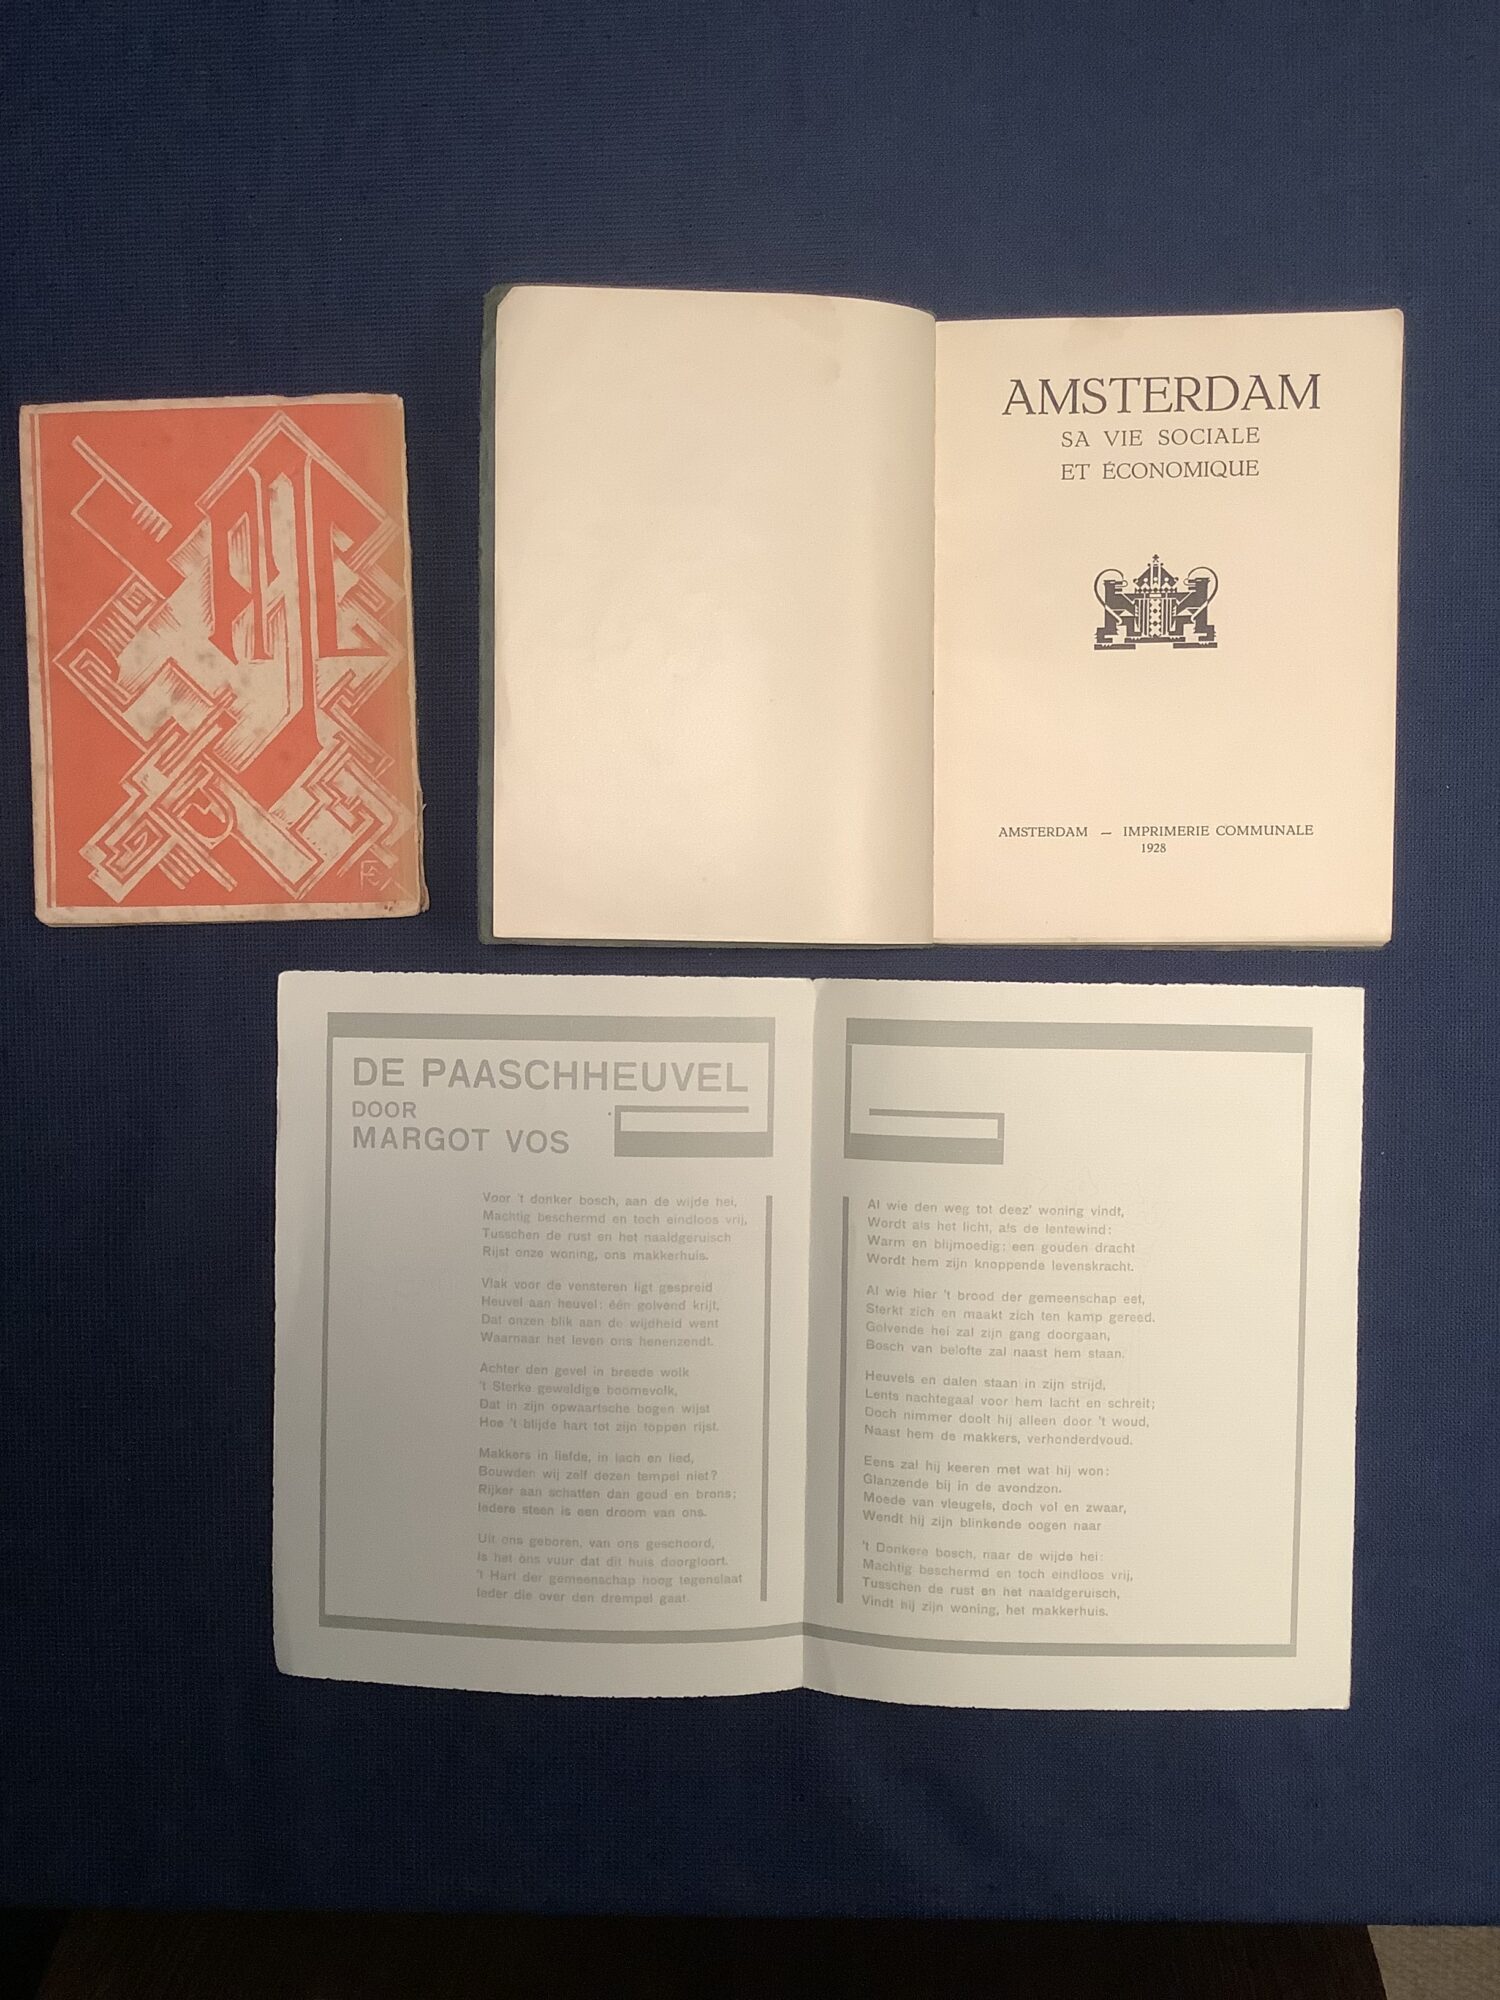 AMSTERDAM
SA VIE SOCIALE
ET ÉCONOMIQUE
AMSTERDAM — IMPRIMERIE COMMUNALE
1928
DE PAASCHHEUVEL
DOOR
MARGOT VOS
Voor 't donker bosch, aan de wijde hei,
Machtig beschermd en toch eindloos vrij,
Tusschen de rust en het naaldgeruisch
Rijst onze woning, ons makkerhuis.
Vlak voor de vensteren ligt gespreid
Heuvel aan heuvel: één golvend krijt,
Dat onzen blik aan de wijdheid went
Waarnaar het leven ons henenzendt.
Achter den gevel in breede wolk
't Sterke geweldige boomevolk,
Dat in zijn opwaartsche bogen wijst
Hoe 't blijde hart tot zijn toppen rijst.
Makkers in liefde, in lach en lied,
Bouwden wij zelf dezen tempel niet?
Rijker aan schatten dan goud en brons;
Iedere steen is een droom van ons.
Uit ons geboren, van ons geschoord,
Is het ons vuur dat dit huis doorgloort.
't Hart der gemeenschap hoog tegenslaat
Ieder die over den drempel gaat.
Al wie den weg tot deez' woning vindt,
Wordt als het licht, als de lentewind:
Warm en blijmoedig; een gouden dracht
Wordt hem zijn knoppende levenskracht.
Al wie hier 't brood der gemeenschap eet,
Sterkt zich en maakt zich ten kamp gereed.
Golvende hei zal zijn gang doorgaan,
Bosch van belofte zal naast hem staan.
Heuvels en dalen staan in zijn strijd,
Lents nachtegaal voor hem lacht en schreit;
Doch nimmer doolt hij alleen door 't woud,
Naast hem de makkers, verhonderdvoud.
Eens zal hij keeren met wat hij won:
Glanzende bij in de avondzon.
Moede van vleugels, doch vol en zwaar,
Wendt hij zijn blinkende oogen naar
't Donkere bosch, naar de wijde hei:
Machtig beschermd en toch eindloos vrij,
Tusschen de rust en het naaldgeruisch,
Vindt hij zijn woning, het makkerhuis.